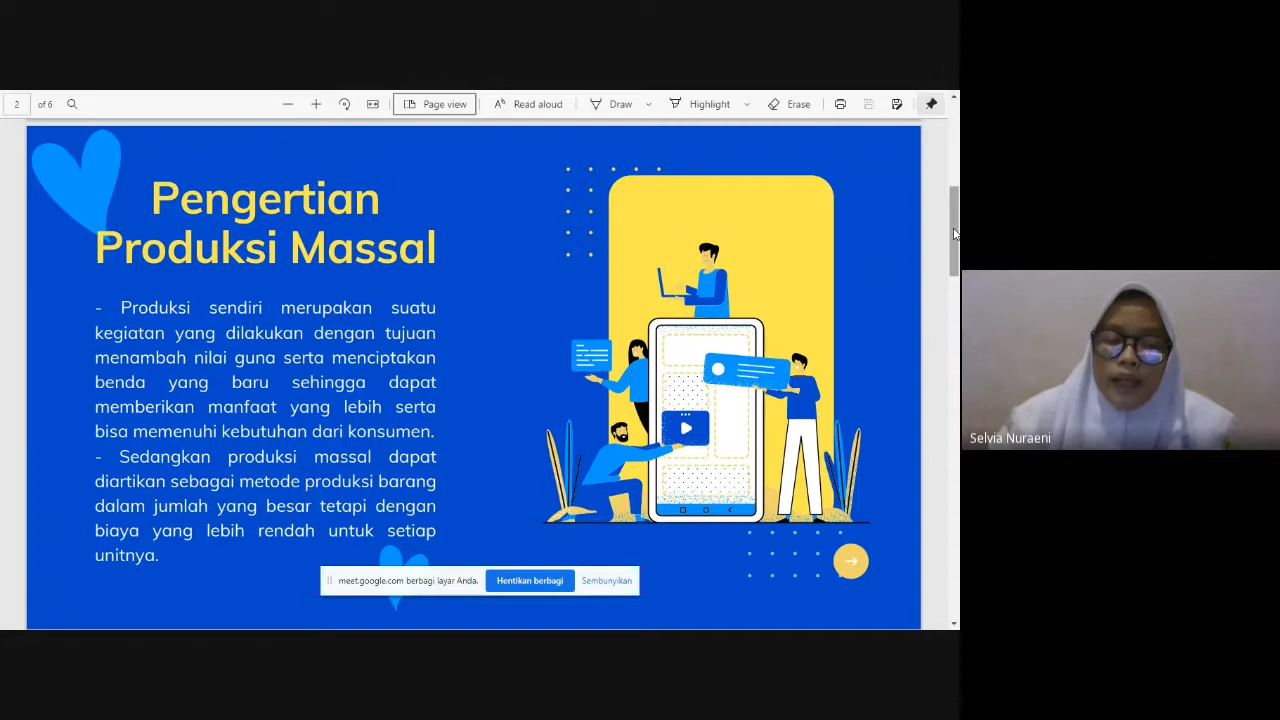 2 of 6
Page view
Read aloud
Draw
Highlight
Erase
Pengertian
Produksi Massal
- Produksi sendiri merupakan suatu
kegiatan yang dilakukan dengan tujuan
menambah nilai guna serta menciptakan
benda yang baru sehingga dapat
memberikan manfaat yang lebih serta
bisa memenuhi kebutuhan dari konsumen.
- Sedangkan produksi massal dapat
diartikan sebagai metode produksi barang
dalam jumlah yang besar tetapi dengan
biaya yang lebih rendah untuk setiap
unitnya.
meet.google.com berbagi layar Anda.
Hentikan berbagi
Sembunyikan
Selvia Nuraeni